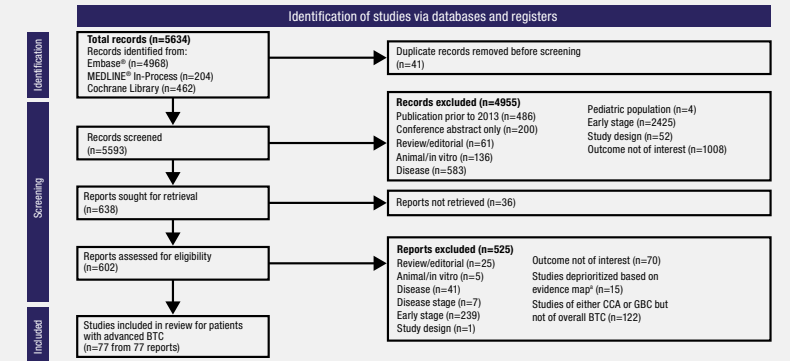 Identification of studies via databases and registers
Identification
Total records (n=5634)
Records identified from:
Embase® (n=4968)
MEDLINE® In-Process (n=204)
Cochrane Library (n=462)
Duplicate records removed before screening
(n=41)
Screening
Records screened
(n=5593)
Records excluded (n=4955)
Publication prior to 2013 (n=486)
Conference abstract only (n=200)
Review/editorial (n=61)
Animal/in vitro (n=136)
Disease (n=583)
Pediatric population (n=4)
Early stage (n=2425)
Study design (n=52)
Outcome not of interest (n=1008)
Reports sought for retrieval
(n=638)
Reports not retrieved (n=36)
Reports assessed for eligibility
(n=602)
Reports excluded (n=525)
Review/editorial (n=25)
Animal/in vitro (n=5)
Disease (n=41)
Disease stage (n=7)
Early stage (n=239)
Study design (n=1)
Outcome not of interest (n=70)
Studies deprioritized based on
evidence mapᵃ (n=15)
Studies of either CCA or GBC but
not of overall BTC (n=122)
Included
Studies included in review for patients
with advanced BTC
(n=77 from 77 reports)